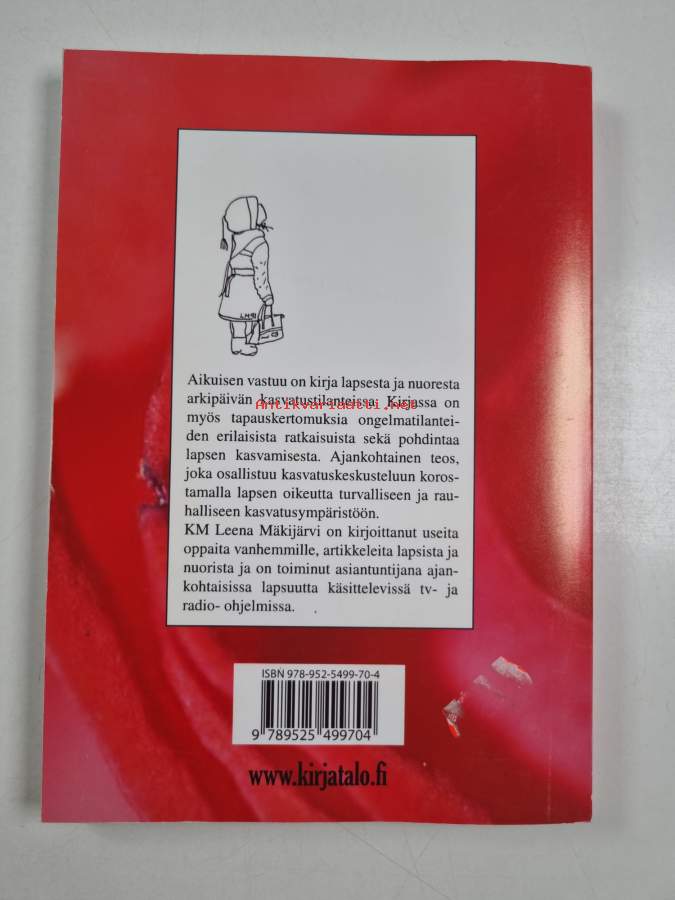 L.M.91
Aikuisen vastuu on kirja lapsesta ja nuoresta
arkipäivän kasvatustilanteissa. Kirjassa on
Antikvariaatti.net
myös tapauskertomuksia ongelmatilantei-
den erilaisista ratkaisuista sekä pohdintaa
lapsen kasvamisesta. Ajankohtainen teos,
joka osallistuu kasvatuskeskusteluun koros-
tamalla lapsen oikeutta turvalliseen ja rau-
halliseen kasvatusympäristöön.
KM Leena Mäkijärvi on kirjoittanut useita
oppaita vanhemmille, artikkeleita lapsista ja
nuorista ja on toiminut asiantuntijana ajan-
kohtaisissa lapsuutta käsittelevissä tv- ja
radio- ohjelmissa.
ISBN 978-952-5499-70-4
9 789525 499704
www.kirjatalo.fi